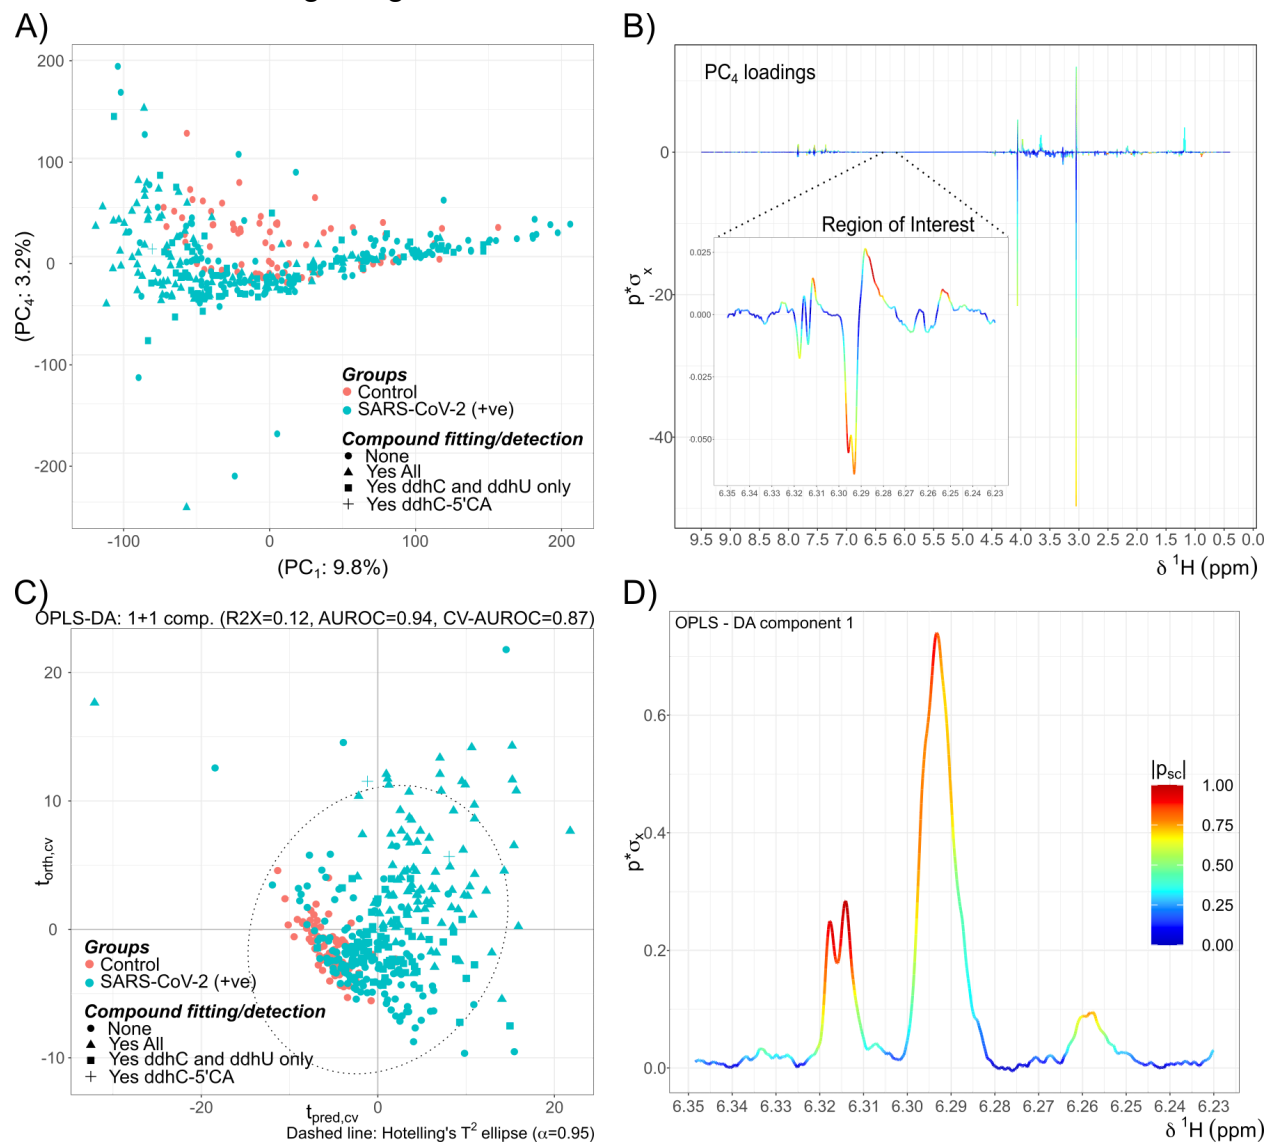 A)
200
100
0
-100
-200
(PC4: 3.2%)
Groups
Control
SARS-CoV-2 (+ve)
Compound fitting/detection
None
Yes All
Yes ddhC and ddhU only
Yes ddhC-5'CA
-100 0 100 200
(PC1: 9.8%)
B)
PC4 loadings
0
-20
-40
p*σx
Region of Interest
0.025
0.000
-0.025
-0.050
6.35 6.34 6.33 6.32 6.31 6.30 6.29 6.28 6.27 6.26 6.25 6.24 6.23
9.5 9.0 8.5 8.0 7.5 7.0 6.5 6.0 5.5 5.0 4.5 4.0 3.5 3.0 2.5 2.0 1.5 1.0 0.5 0.0
δ ¹H (ppm)
C)
OPLS-DA: 1+1 comp. (R2X=0.12, AUROC=0.94, CV-AUROC=0.87)
20
10
0
-10
torth,cv
Groups
Control
SARS-CoV-2 (+ve)
Compound fitting/detection
None
Yes All
Yes ddhC and ddhU only
Yes ddhC-5'CA
-20 0 20
tpred,cv
Dashed line: Hotelling's T² ellipse (α=0.95)
D)
OPLS - DA component 1
0.6
0.4
0.2
0.0
p*σx
|psc|
1.00
0.75
0.50
0.25
0.00
6.35 6.34 6.33 6.32 6.31 6.30 6.29 6.28 6.27 6.26 6.25 6.24 6.23
δ ¹H (ppm)